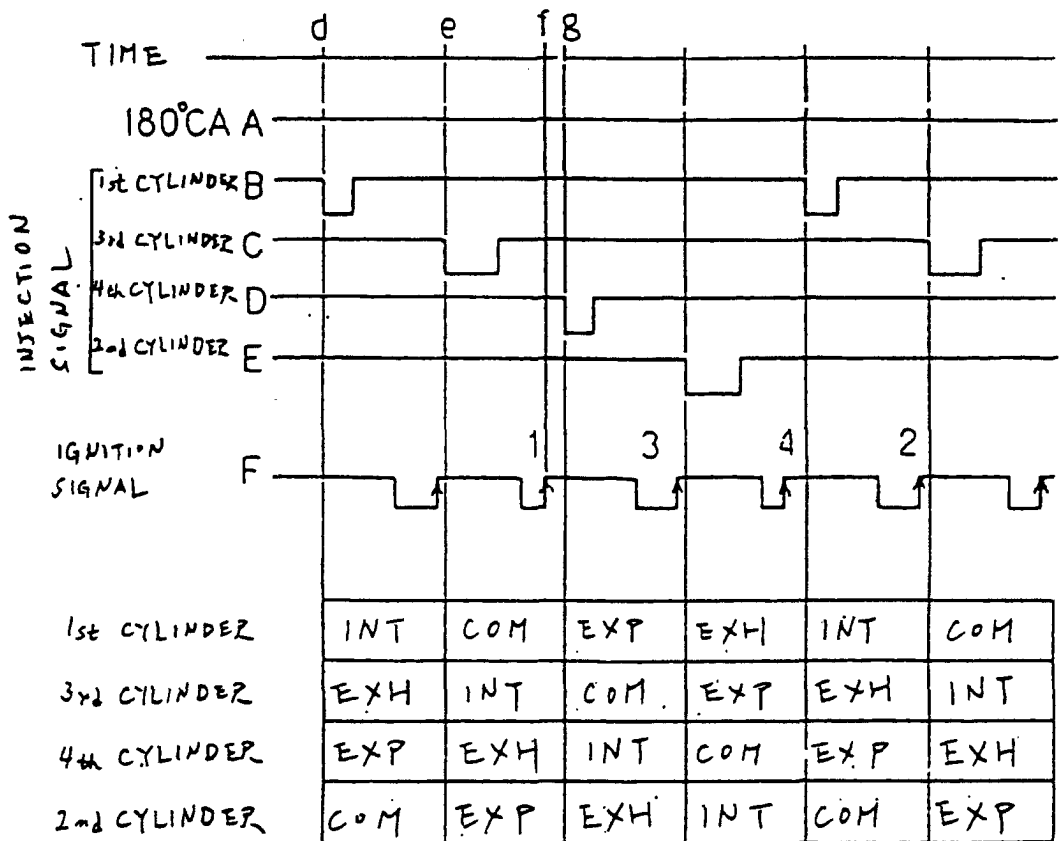 d e f g
TIME
180°CA A
INJECTION SIGNAL
1st CYLINDER B
3rd CYLINDER C
4th CYLINDER D
2nd CYLINDER E
1 3 4 2
IGNITION
SIGNAL F
1st CYLINDER INT COM EXP EXH INT COM
3rd CYLINDER EXH INT COM EXP EXH INT
4th CYLINDER EXP EXH INT COM EXP EXH
2nd CYLINDER COM EXP EXH INT COM EXP